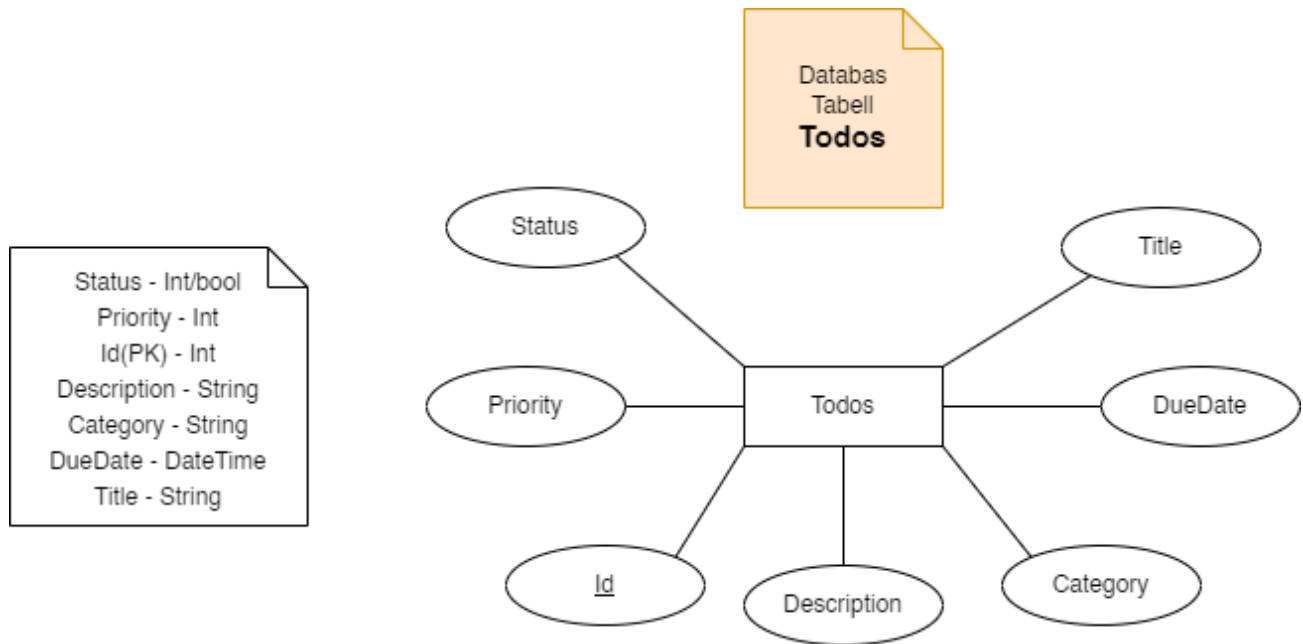 Databas
Tabell
Todos
Status
Title
Status - Int/bool
Priority - Int
Id(PK) - Int
Description - String
Category - String
DueDate - DateTime
Title - String
Priority
Todos
DueDate
Id
Description
Category